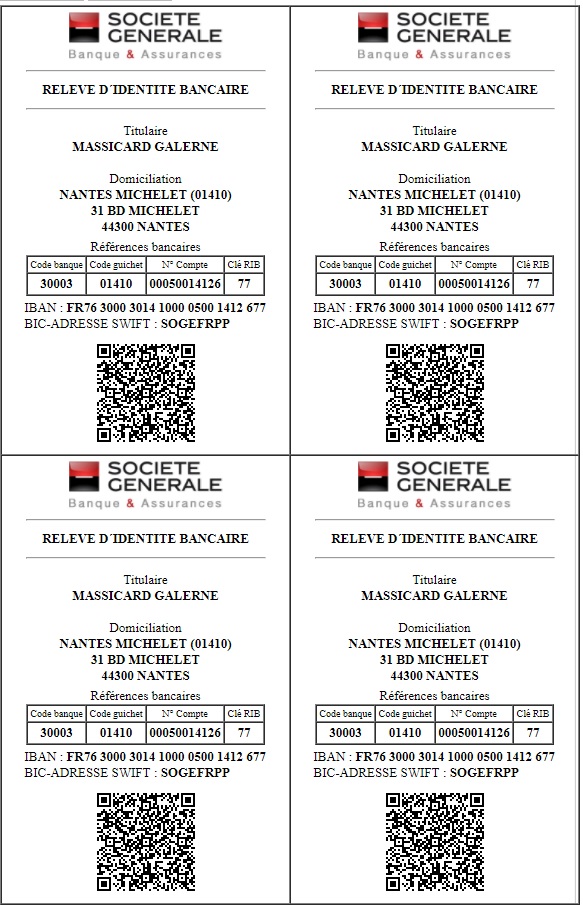 SOCIETE
GENERALE
Banque & Assurances
RELEVE D´IDENTITE BANCAIRE
Titulaire
MASSICARD GALERNE
Domiciliation
NANTES MICHELET (01410)
31 BD MICHELET
44300 NANTES
Références bancaires
Code banque Code guichet N° Compte Clé RIB
30003 01410 00050014126 77
IBAN : FR76 3000 3014 1000 0500 1412 677
BIC-ADRESSE SWIFT : SOGEFRPP
SOCIETE
GENERALE
Banque & Assurances
RELEVE D´IDENTITE BANCAIRE
Titulaire
MASSICARD GALERNE
Domiciliation
NANTES MICHELET (01410)
31 BD MICHELET
44300 NANTES
Références bancaires
Code banque Code guichet N° Compte Clé RIB
30003 01410 00050014126 77
IBAN : FR76 3000 3014 1000 0500 1412 677
BIC-ADRESSE SWIFT : SOGEFRPP
SOCIETE
GENERALE
Banque & Assurances
RELEVE D´IDENTITE BANCAIRE
Titulaire
MASSICARD GALERNE
Domiciliation
NANTES MICHELET (01410)
31 BD MICHELET
44300 NANTES
Références bancaires
Code banque Code guichet N° Compte Clé RIB
30003 01410 00050014126 77
IBAN : FR76 3000 3014 1000 0500 1412 677
BIC-ADRESSE SWIFT : SOGEFRPP
SOCIETE
GENERALE
Banque & Assurances
RELEVE D´IDENTITE BANCAIRE
Titulaire
MASSICARD GALERNE
Domiciliation
NANTES MICHELET (01410)
31 BD MICHELET
44300 NANTES
Références bancaires
Code banque Code guichet N° Compte Clé RIB
30003 01410 00050014126 77
IBAN : FR76 3000 3014 1000 0500 1412 677
BIC-ADRESSE SWIFT : SOGEFRPP